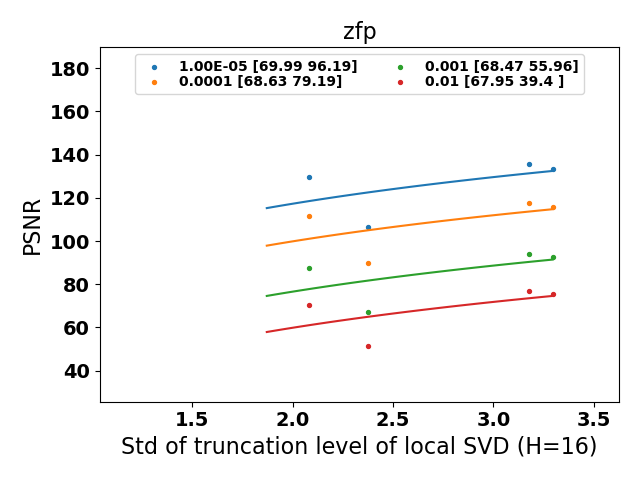 zfp
1.00E-05 [69.99 96.19]
0.0001 [68.63 79.19]
0.001 [68.47 55.96]
0.01 [67.95 39.4 ]
PSNR
180
160
140
120
100
80
60
40
1.5 2.0 2.5 3.0 3.5
Std of truncation level of local SVD (H=16)